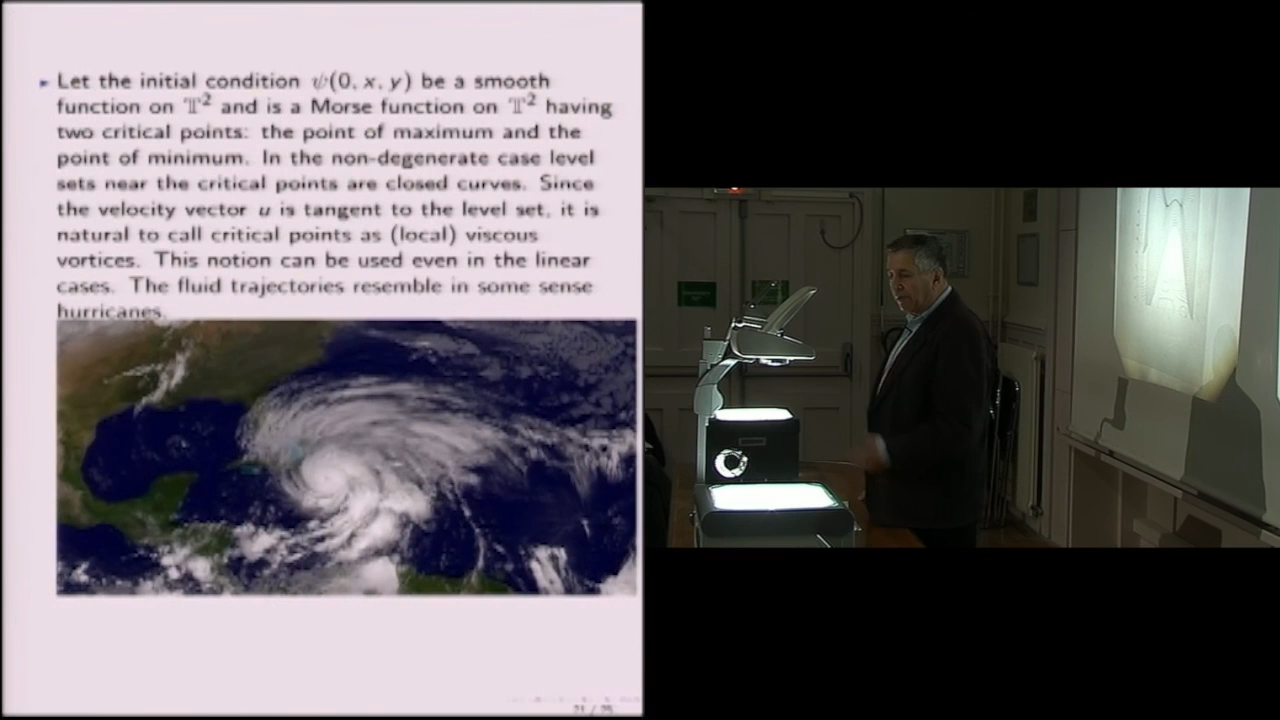 Let the initial condition ψ(0, x, y) be a smooth
function on 𝕋² and is a Morse function on 𝕋² having
two critical points: the point of maximum and the
point of minimum. In the non-degenerate case level
sets near the critical points are closed curves. Since
the velocity vector u is tangent to the level set, it is
natural to call critical points as (local) viscous
vortices. This notion can be used even in the linear
cases. The fluid trajectories resemble in some sense
hurricanes.
21 / 25